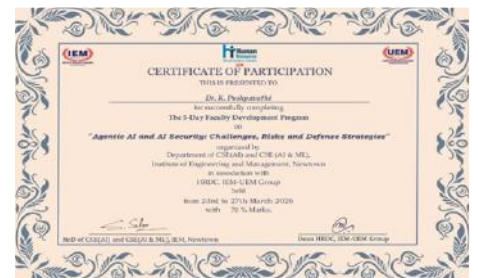 IEM
Human
UEM
CERTIFICATE OF PARTICIPATION
THIS IS PRESENTED TO
Dr. K. Pushpavathi
for successfully completing
The 5-Day Faculty Development Program
on
"Agentic AI and AI Security: Challenges, Risks and Defense Strategies"
organized by
Department of CSE(AI) and CSE (AI & ML),
Institute of Engineering and Management, Newtown
in association with
HRDC, IEM-UEM Group
held
from 23rd to 27th March 2026
with 70 % Marks.
HoD of CSE(AI) and CSE(AI & ML), IEM, Newtown
Dean HRDC, IEM-UEM Group